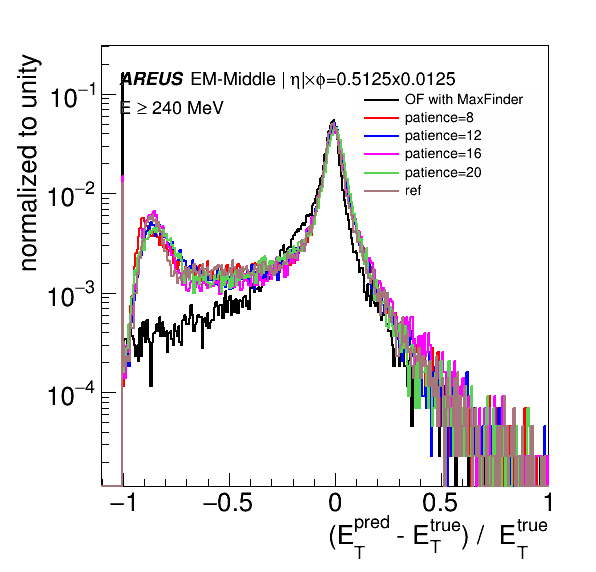 normalized to unity
AREUS EM-Middle | η|×ϕ=0.5125x0.0125
E ≥ 240 MeV
OF with MaxFinder
patience=8
patience=12
patience=16
patience=20
ref
10⁻¹
10⁻²
10⁻³
10⁻⁴
−1 −0.5 0 0.5 1
(E_T^pred - E_T^true) / E_T^true